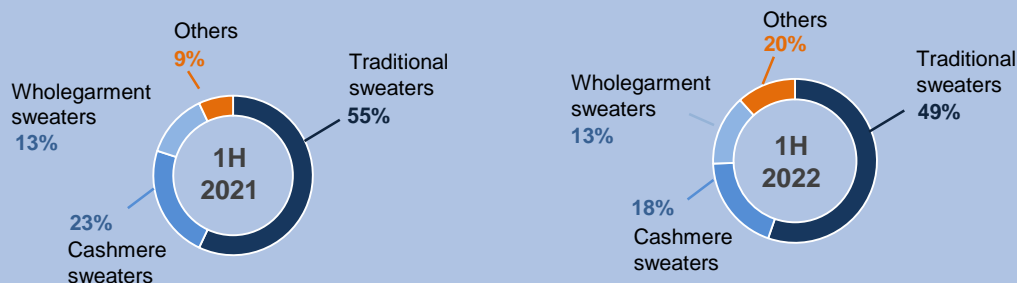 Others
9%
Traditional
sweaters
55%
Wholegarment
sweaters
13%
1H
2021
23%
Cashmere
sweaters
Others
20%
Traditional
sweaters
49%
Wholegarment
sweaters
13%
1H
2022
18%
Cashmere
sweaters